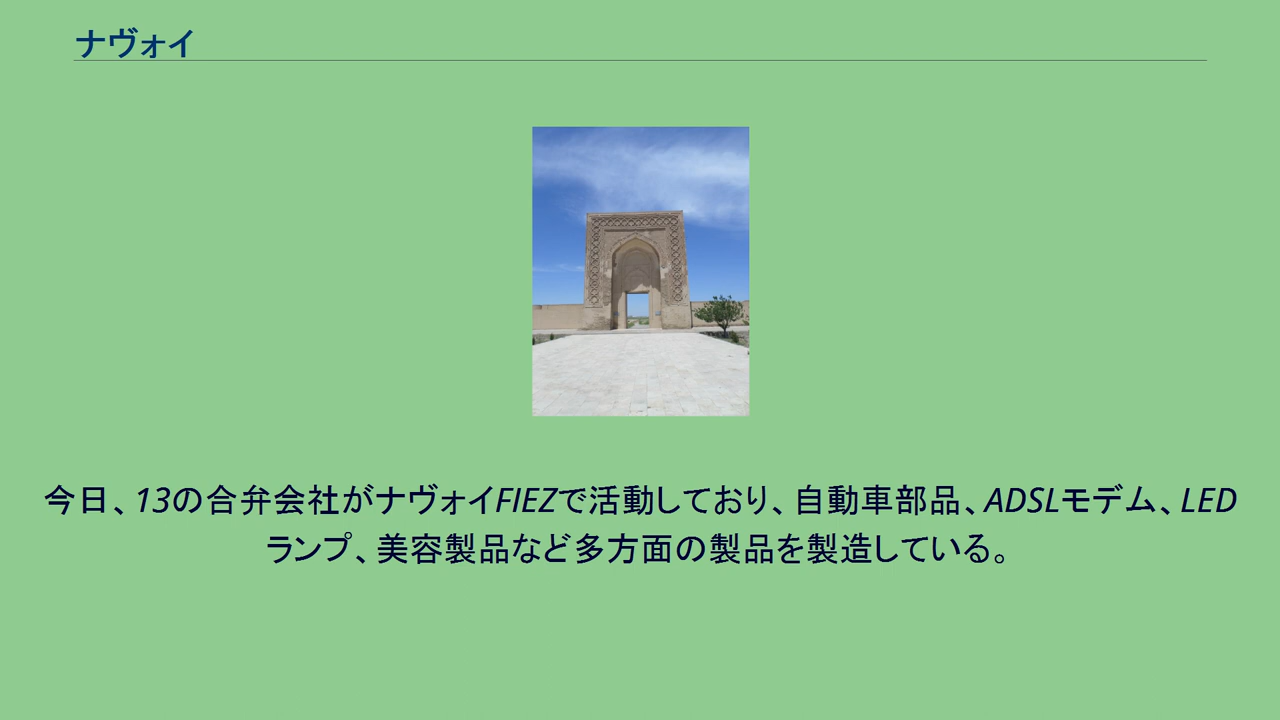 ナヴォイ
今日、13の合弁会社がナヴォイFIEZで活動しており、自動車部品、ADSLモデム、LED
ランプ、美容製品など多方面の製品を製造している。